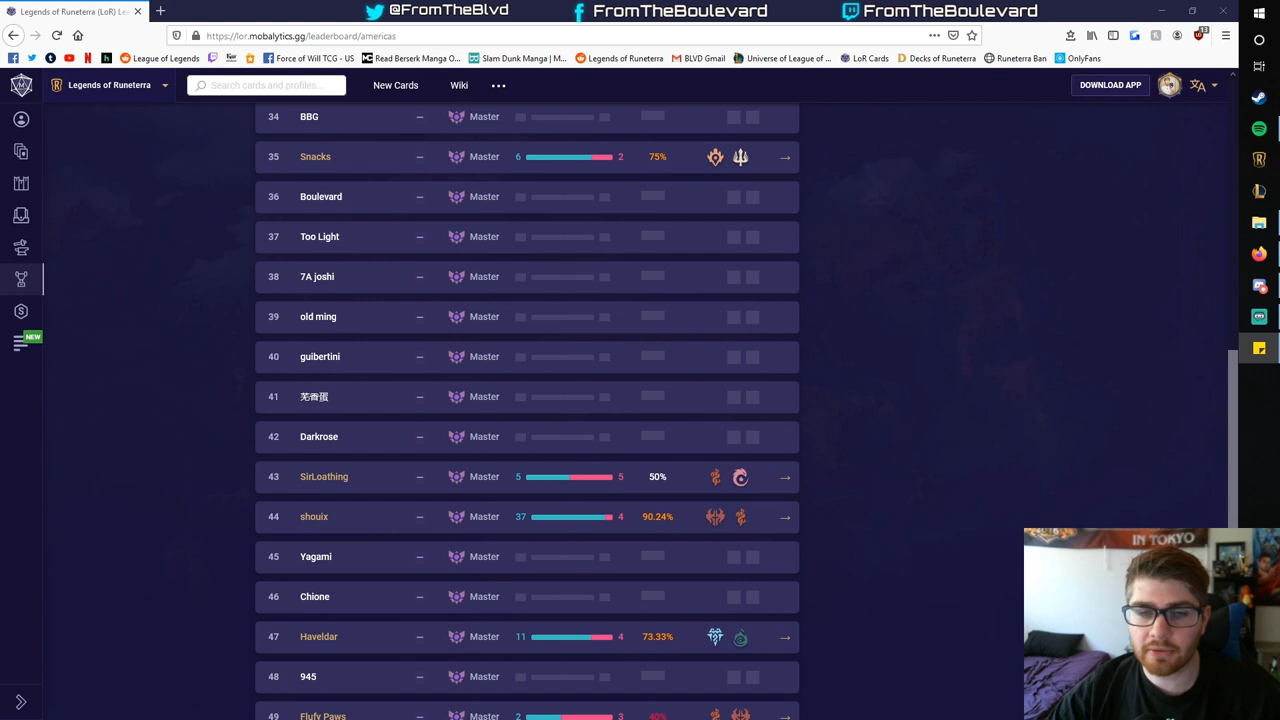 Legends of Runeterra (LoR) Le
@FromTheBlvd
FromTheBoulevard
FromTheBoulevard
https://lor.mobalytics.gg/leaderboard/americas
13
League of Legends
Force of Will TCG - US
Read Berserk Manga O...
Slam Dunk Manga | M...
Legends of Runeterra
BLVD Gmail
Universe of League of ...
LoR Cards
Decks of Runeterra
Runeterra Ban
OnlyFans
Legends of Runeterra
Search cards and profiles...
New Cards
Wiki
DOWNLOAD APP
NEW
34 BBG – Master
35 Snacks – Master 6 2 75% →
36 Boulevard – Master
37 Too Light – Master
38 7A joshi – Master
39 old ming – Master
40 guibertini – Master
41 芜香蛋 – Master
42 Darkrose – Master
43 SirLoathing – Master 5 5 50% →
44 shouix – Master 37 4 90.24% →
45 Yagami – Master
46 Chione – Master
47 Haveldar – Master 11 4 73.33% →
48 945 – Master
49 Flufy Paws – Master 2 3 40% →
IN TOKYO